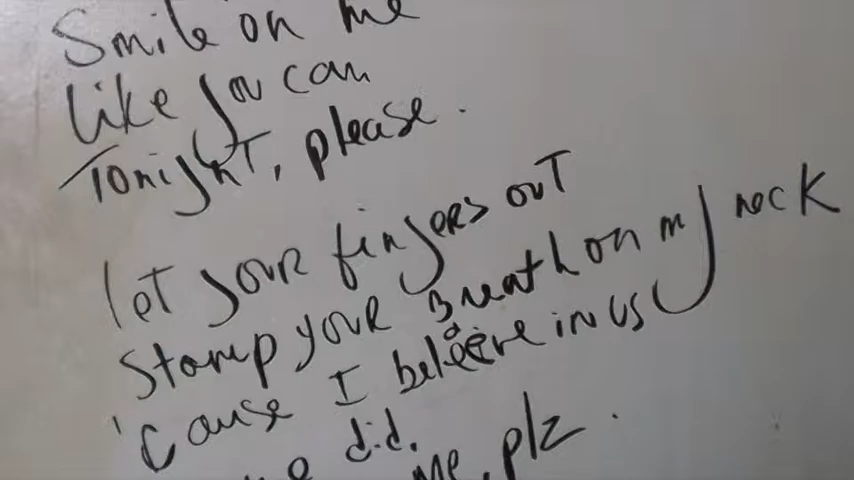 Smile on me
like you can
Tonight, please.
let your fingers out
stamp your Breath on my neck
'cause I believe in us
did.
me, plz.